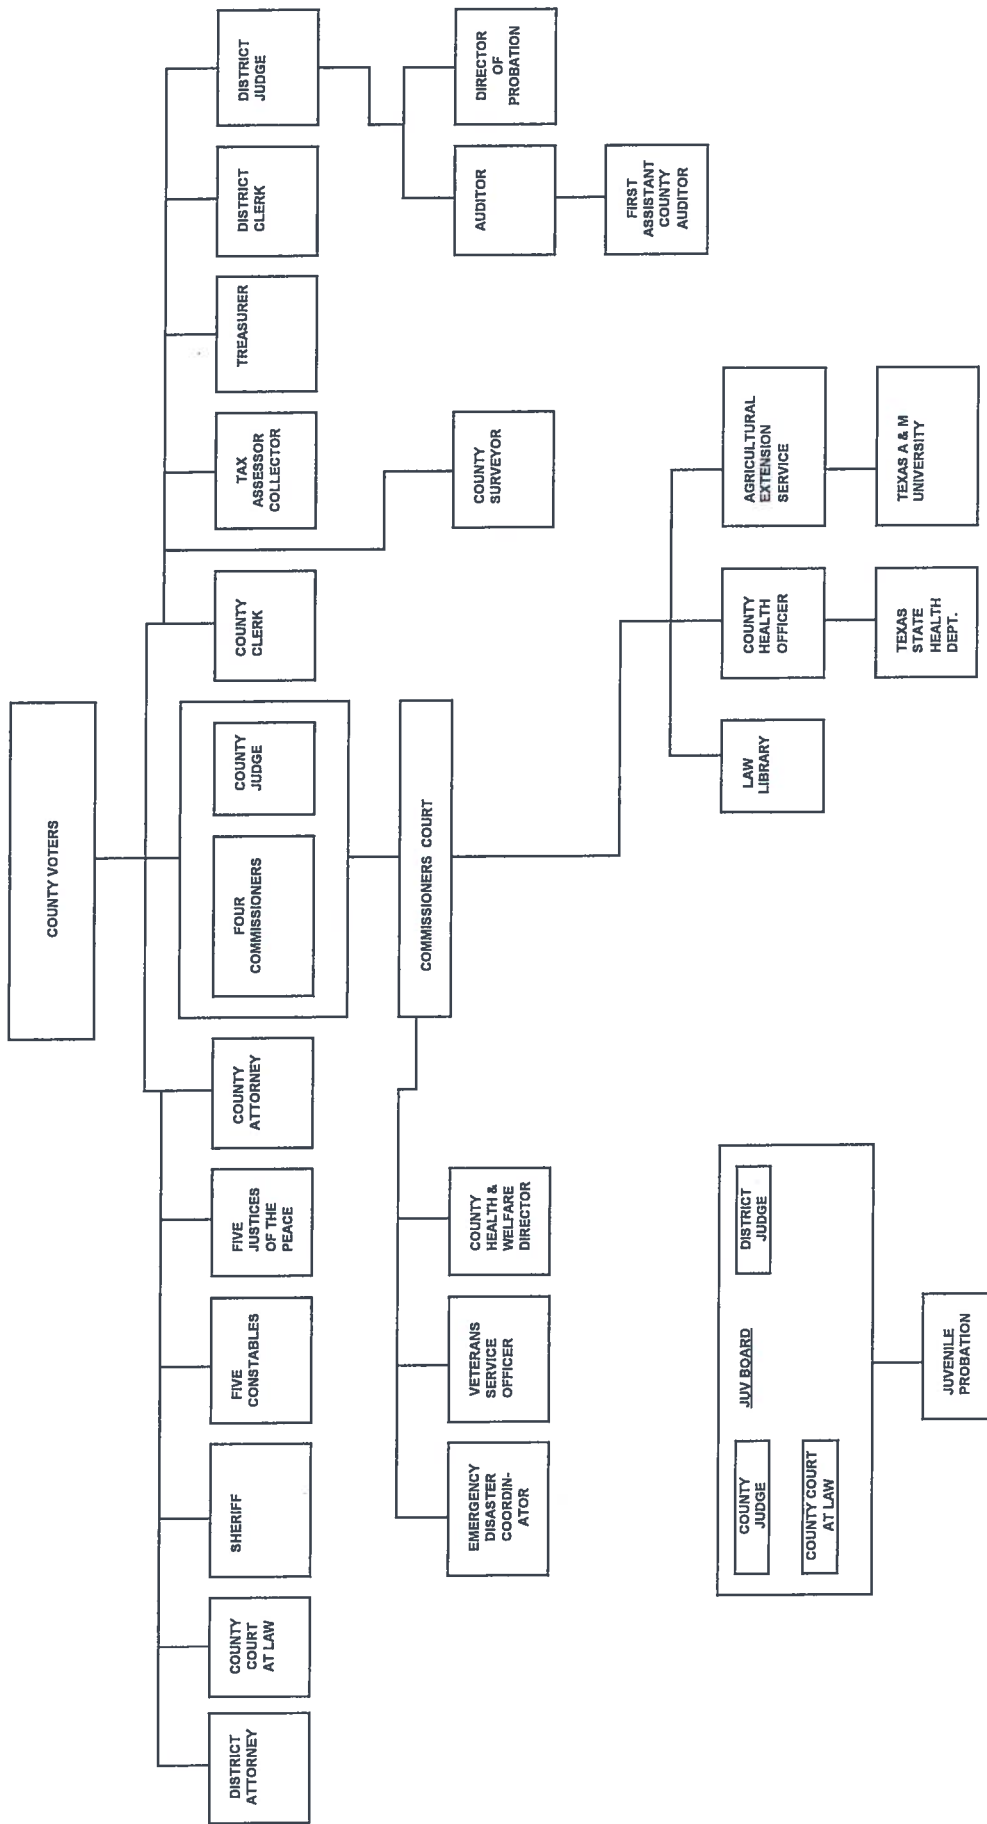 COUNTY VOTERS
DISTRICT
ATTORNEY
COUNTY
COURT
AT LAW
SHERIFF
FIVE
CONSTABLES
FIVE
JUSTICES
OF THE
PEACE
COUNTY
ATTORNEY
FOUR
COMMISSIONERS
COUNTY
JUDGE
COUNTY
CLERK
TAX
ASSESSOR
COLLECTOR
TREASURER
DISTRICT
CLERK
DISTRICT
JUDGE
COMMISSIONERS COURT
EMERGENCY
DISASTER
COORDIN-
ATOR
VETERANS
SERVICE
OFFICER
COUNTY
HEALTH &
WELFARE
DIRECTOR
COUNTY
SURVEYOR
AUDITOR
DIRECTOR
OF
PROBATION
FIRST
ASSISTANT
COUNTY
AUDITOR
COUNTY
JUDGE
JUV BOARD
DISTRICT
JUDGE
COUNTY COURT
AT LAW
LAW
LIBRARY
COUNTY
HEALTH
OFFICER
AGRICULTURAL
EXTENSION
SERVICE
JUVENILE
PROBATION
TEXAS
STATE
HEALTH
DEPT.
TEXAS A & M
UNIVERSITY